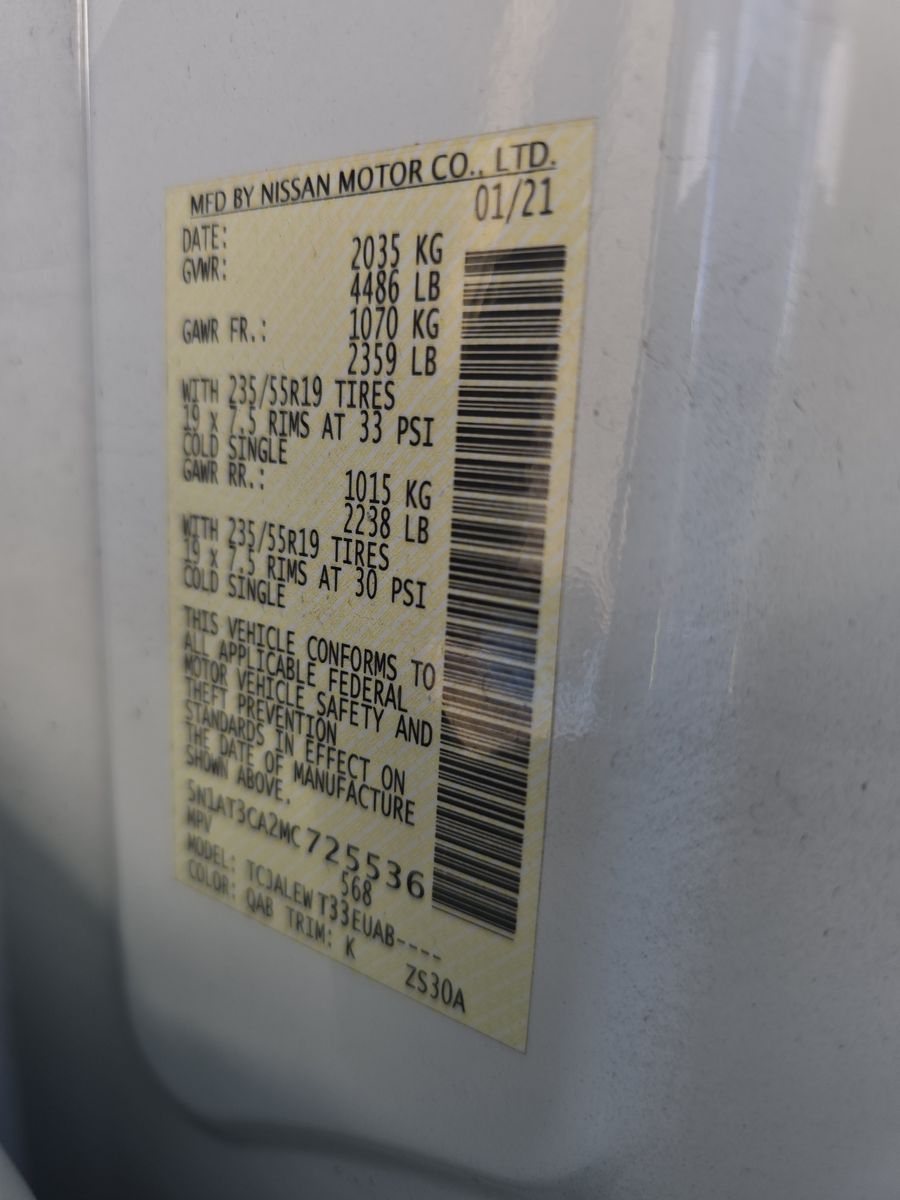 MFD BY NISSAN MOTOR CO., LTD.
DATE: 01/21
GVWR: 2035 KG
4486 LB
GAWR FR.: 1070 KG
2359 LB
WITH 235/55R19 TIRES
19 x 7.5 RIMS AT 33 PSI
COLD SINGLE
GAWR RR.: 1015 KG
2238 LB
WITH 235/55R19 TIRES
19 x 7.5 RIMS AT 30 PSI
COLD SINGLE
THIS VEHICLE CONFORMS TO
ALL APPLICABLE FEDERAL
MOTOR VEHICLE SAFETY AND
THEFT PREVENTION
STANDARDS IN EFFECT ON
THE DATE OF MANUFACTURE
SHOWN ABOVE.
5N1AT3CA2MC725536
MPV 568
MODEL: TCJALEWT33EUAB----
COLOR: QAB TRIM: K
ZS30A